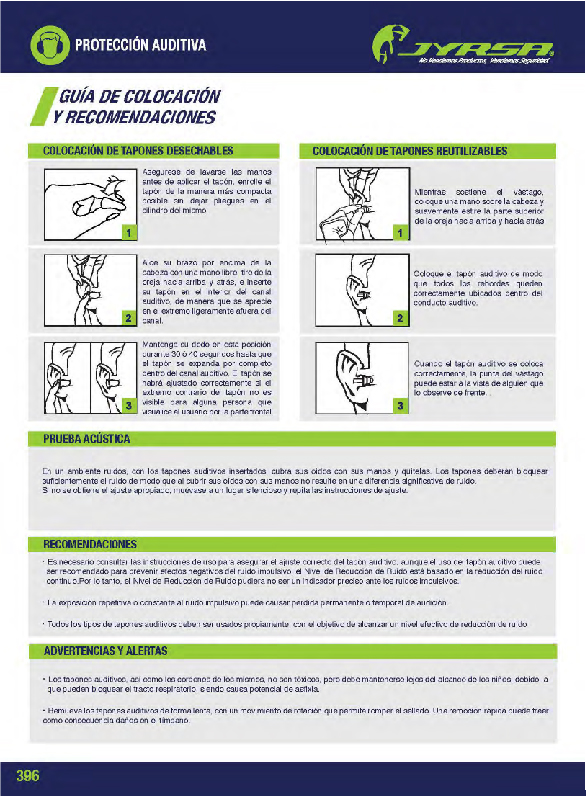 PROTECCIÓN AUDITIVA
JYRSA
No Vendemos Productos, Vendemos Seguridad
GUÍA DE COLOCACIÓN
Y RECOMENDACIONES
COLOCACIÓN DE TAPONES DESECHABLES
Asegúrese de lavarse las manos
antes de aplicar el tapón, enrolle el
tapón de la manera más compacta
posible sin dejar pliegues en el
cilindro del mismo.
1
Alce su brazo por encima de la
cabeza con una mano libre, tire de la
oreja hacia arriba y atrás, e inserte
su tapón en el interior del canal
auditivo, de manera que se aprecie
en el extremo ligeramente afuera del
canal.
2
Mantenga su dedo en esta posición
durante 30 ó 40 segundos hasta que
el tapón se expanda por completo
dentro del canal auditivo. El tapón se
habrá ajustado correctamente si el
extremo contrario del tapón no es
visible para alguna persona que
visualice al usuario por la parte frontal
3
COLOCACIÓN DE TAPONES REUTILIZABLES
Mientras sostiene el vástago,
coloque una mano sobre la cabeza y
suavemente estire la parte superior
de la oreja hacia arriba y hacia atrás
1
Coloque el tapón auditivo de modo
que todos los rebordes queden
correctamente ubicados dentro del
conducto auditivo.
2
Cuando el tapón auditivo se coloca
correctamente, la punta del vástago
puede estar a la vista de alguien que
lo observe de frente.
3
PRUEBA ACÚSTICA
En un ambiente ruidoso, con los tapones auditivos insertados, cubra sus oídos con sus manos y quítelas. Los tapones deberán bloquear
suficientemente el ruido de modo que al cubrir sus oídos con sus manos no resulte en una diferencia significativa de ruido.
Si no se obtiene el ajuste apropiado, muévase a un lugar silencioso y repita las instrucciones de ajuste.
RECOMENDACIONES
· Es necesario consultar las instrucciones de uso para asegurar el ajuste correcto del tapón auditivo, aunque el uso del tapón auditivo puede
ser recomendado para prevenir efectos negativos del ruido impulsivo, el Nivel de Reducción de Ruido está basado en la reducción del ruido
continuo.Por lo tanto, el Nivel de Reducción de Ruido pudiera no ser un indicador preciso ante los ruidos impulsivos.
· La exposición repetitiva o constante al ruido impulsivo puede causar pérdida permanente o temporal de audición.
· Todos los tipos de tapones auditivos deben ser usados propiamente, con el objetivo de alcanzar un nivel efectivo de reducción de ruido.
ADVERTENCIAS Y ALERTAS
· Los tapones auditivos, así como los cordones de los mismos, no son tóxicos, pero debe mantenerse lejos del alcance de los niños, debido a
que pueden bloquear el tracto respiratorio, siendo causa potencial de asfixia.
· Remueva los tapones auditivos de forma lenta, con un movimiento de rotación que permita romper el sellado. Una remoción rápida puede traer
como consecuencia daños en el tímpano.
396